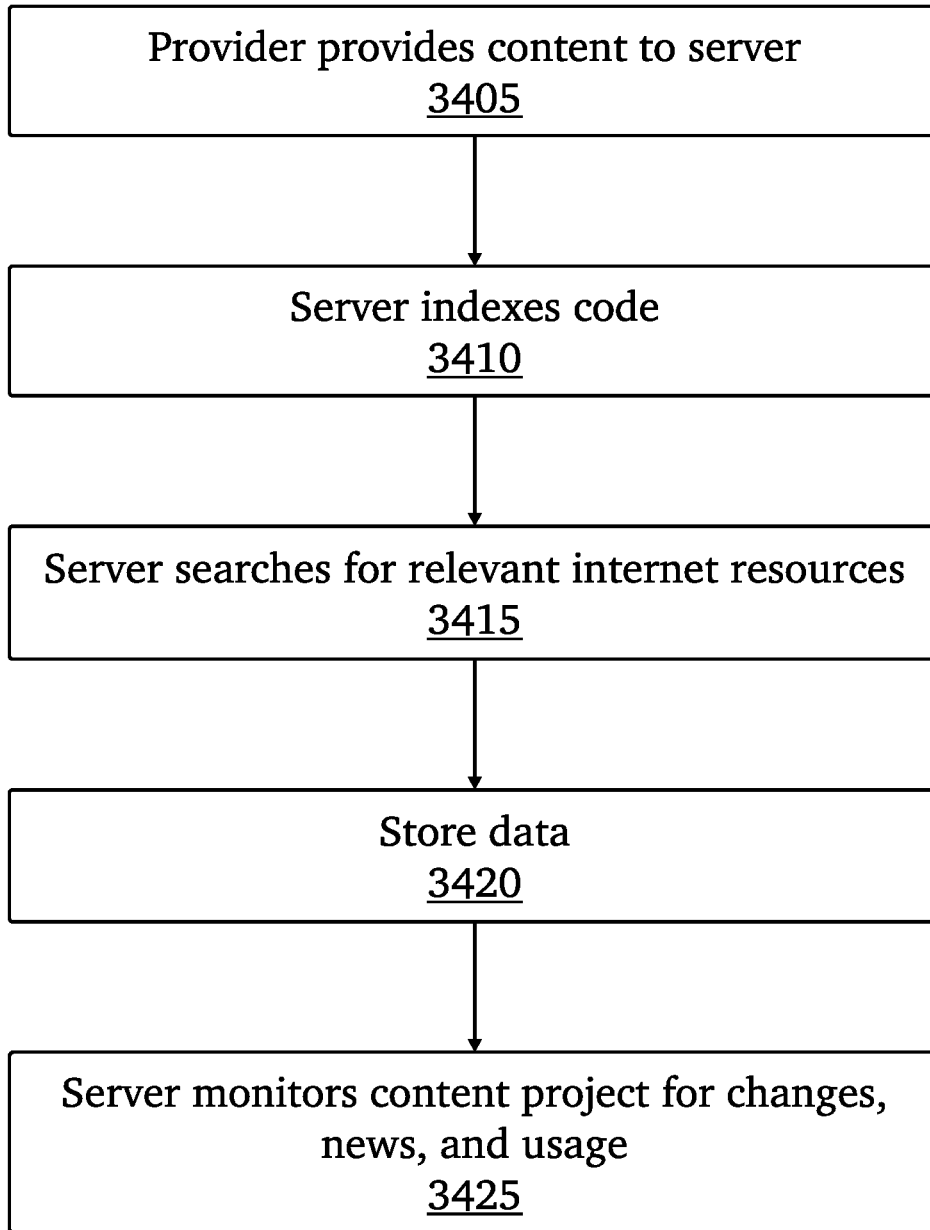 Provider provides content to server
3405
Server indexes code
3410
Server searches for relevant internet resources
3415
Store data
3420
Server monitors content project for changes,
news, and usage
3425